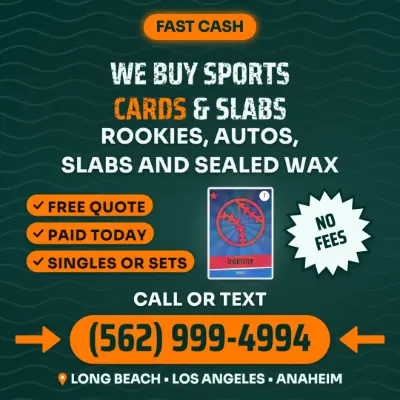 FAST CASH
WE BUY SPORTS
CARDS & SLABS
ROOKIES, AUTOS,
SLABS AND SEALED WAX
FREE QUOTE
PAID TODAY
SINGLES OR SETS
SHORTSTOP
NO
FEES
CALL OR TEXT
(562) 999-4994
LONG BEACH • LOS ANGELES • ANAHEIM